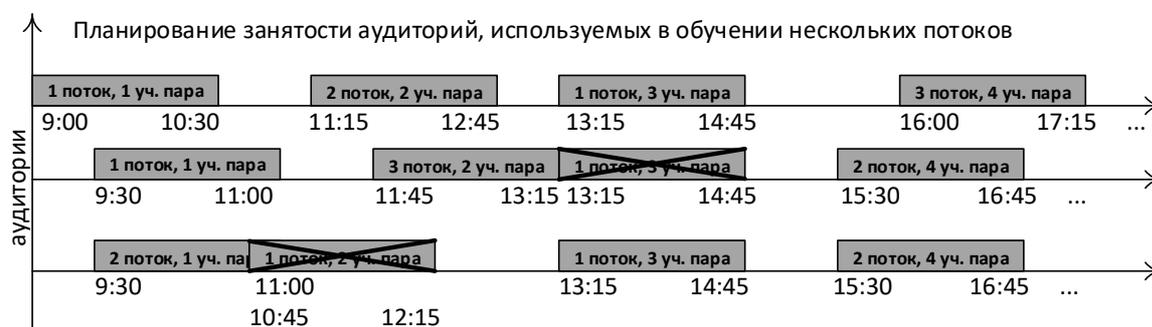 Планирование занятости аудиторий, используемых в обучении нескольких потоков
аудитории
1 поток, 1 уч. пара 2 поток, 2 уч. пара 1 поток, 3 уч. пара 3 поток, 4 уч. пара
9:00 10:30 11:15 12:45 13:15 14:45 16:00 17:15 ...
1 поток, 1 уч. пара 3 поток, 2 уч. пара 1 поток, 3 уч. пара 2 поток, 4 уч. пара
9:30 11:00 11:45 13:15 13:15 14:45 15:30 16:45 ...
2 поток, 1 уч. пар 1 поток, 2 уч. пара 1 поток, 3 уч. пара 2 поток, 4 уч. пара
9:30 11:00 13:15 14:45 15:30 16:45 ...
10:45 12:15